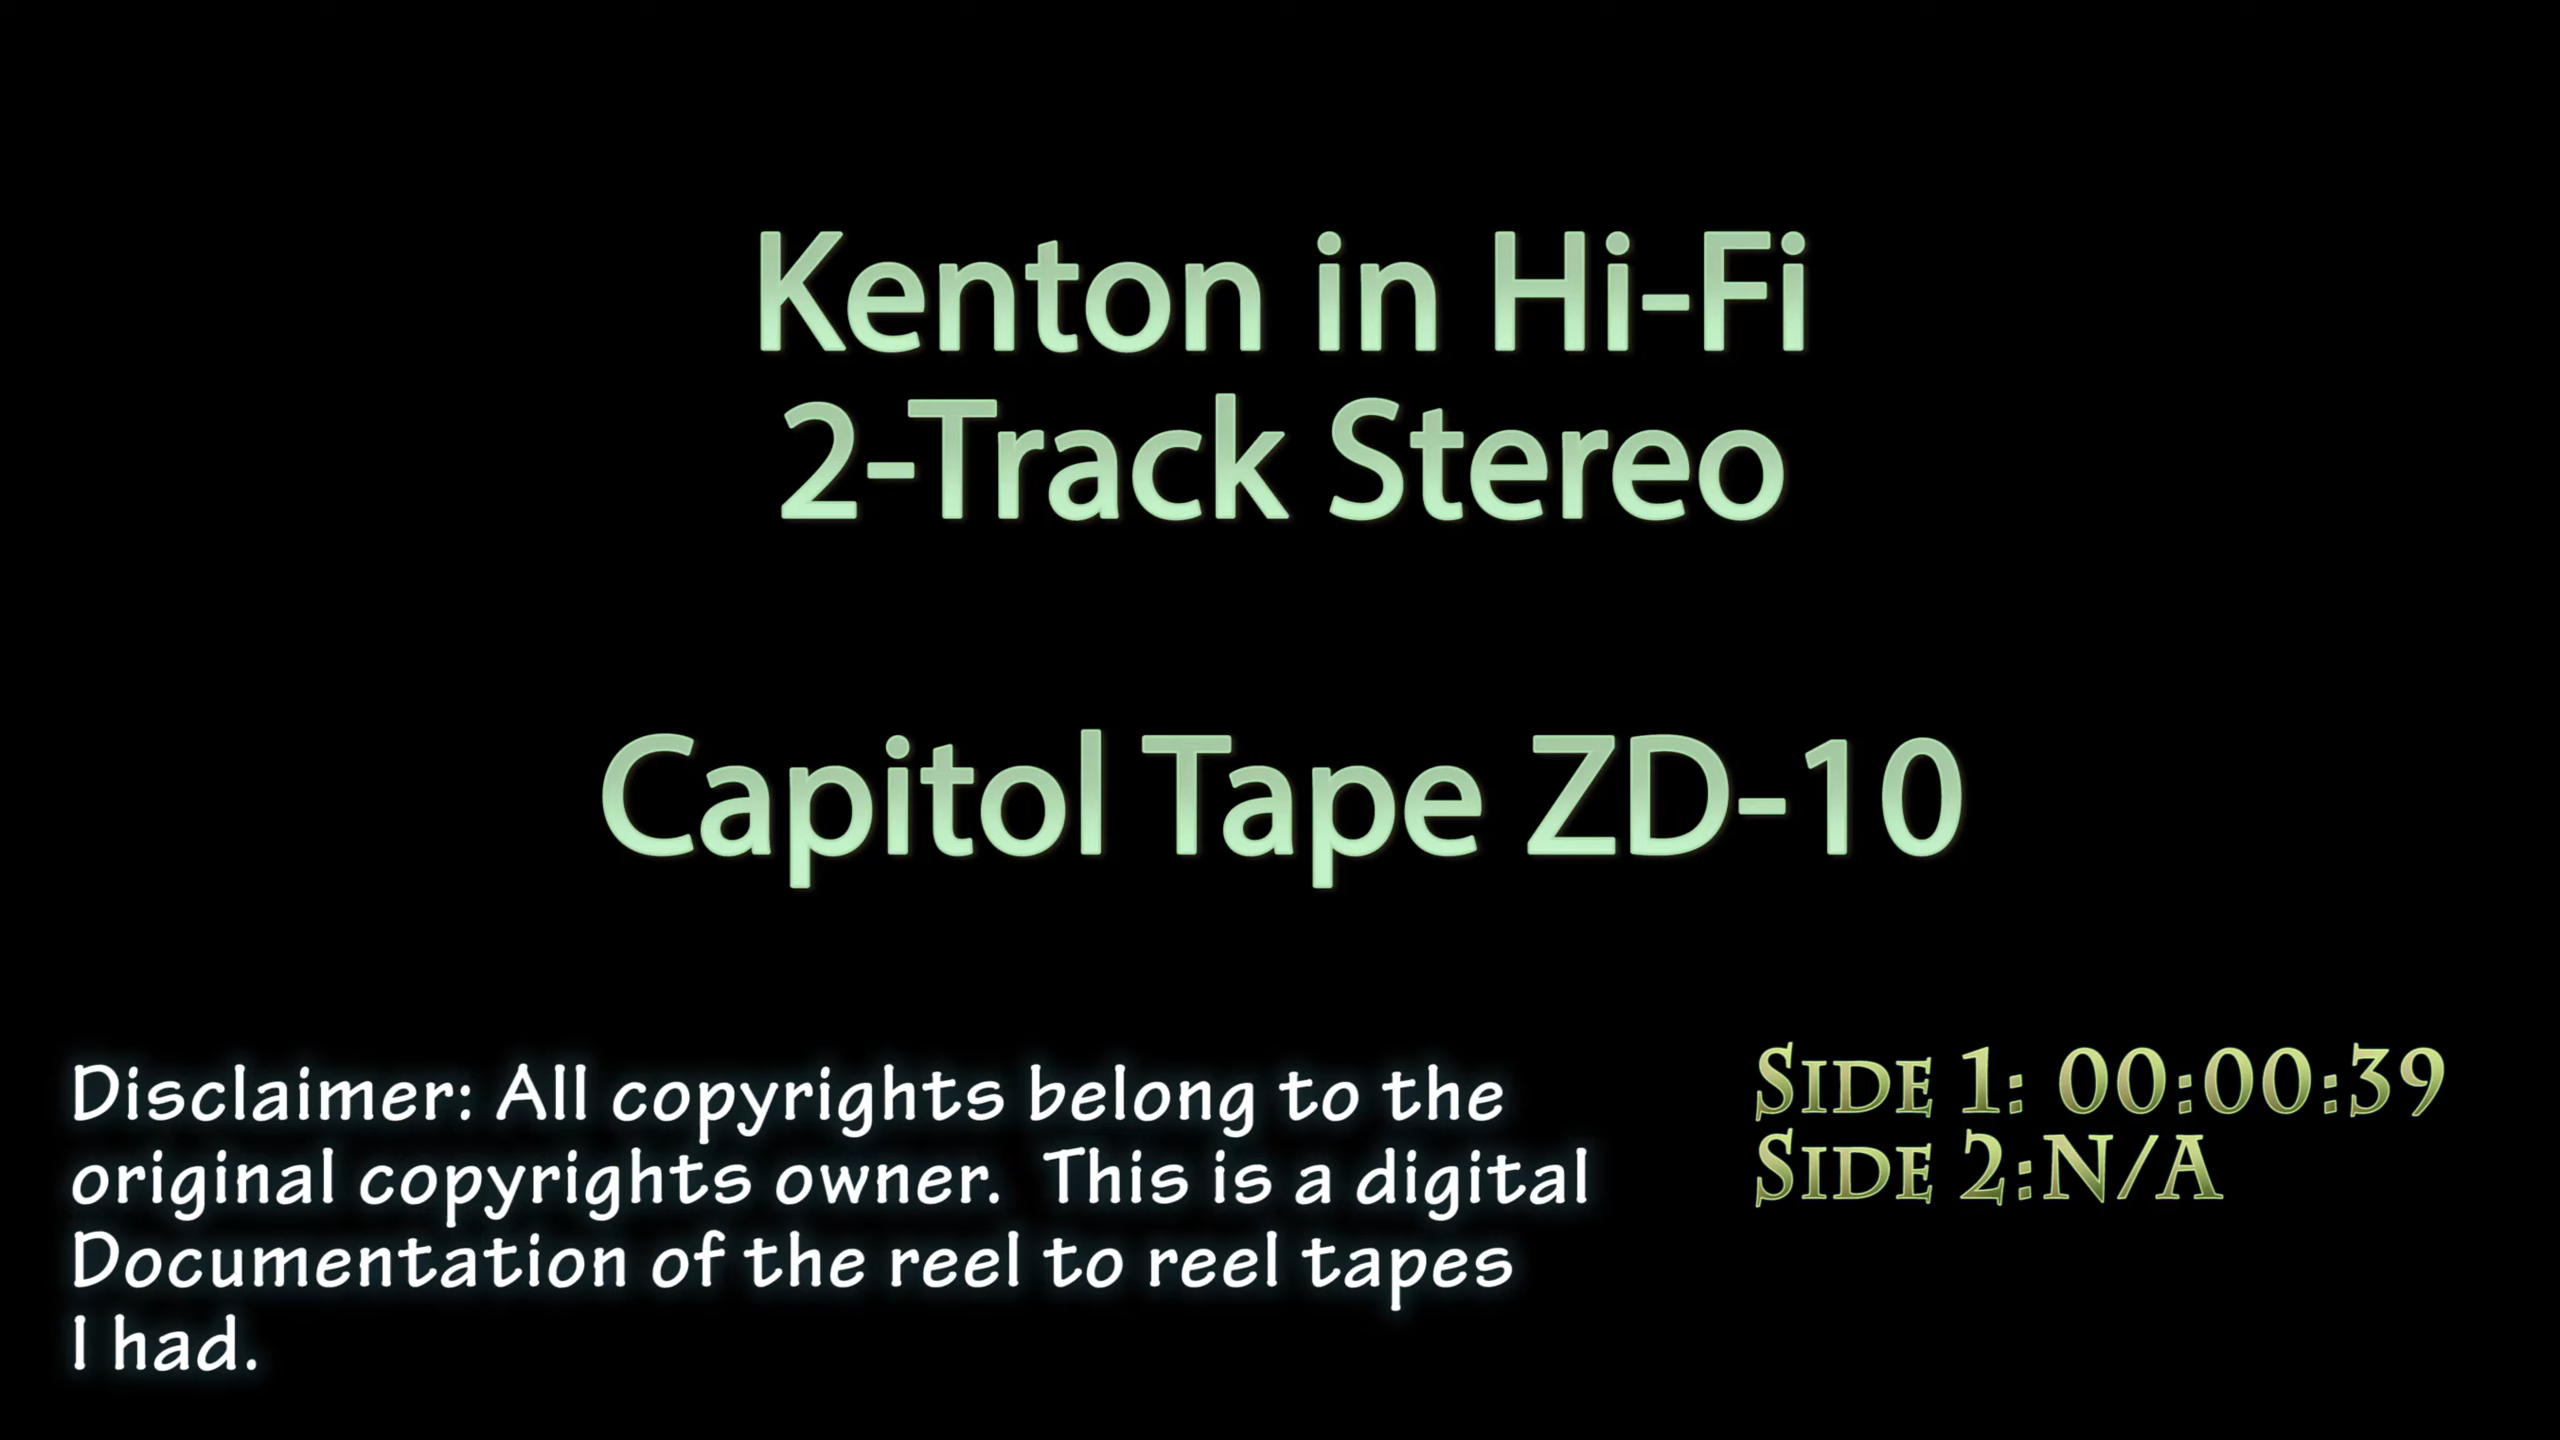 Kenton in Hi-Fi
2-Track Stereo
Capitol Tape ZD-10
Disclaimer: All copyrights belong to the
original copyrights owner.  This is a digital
Documentation of the reel to reel tapes
I had.
Side 1: 00:00:39
Side 2:N/A